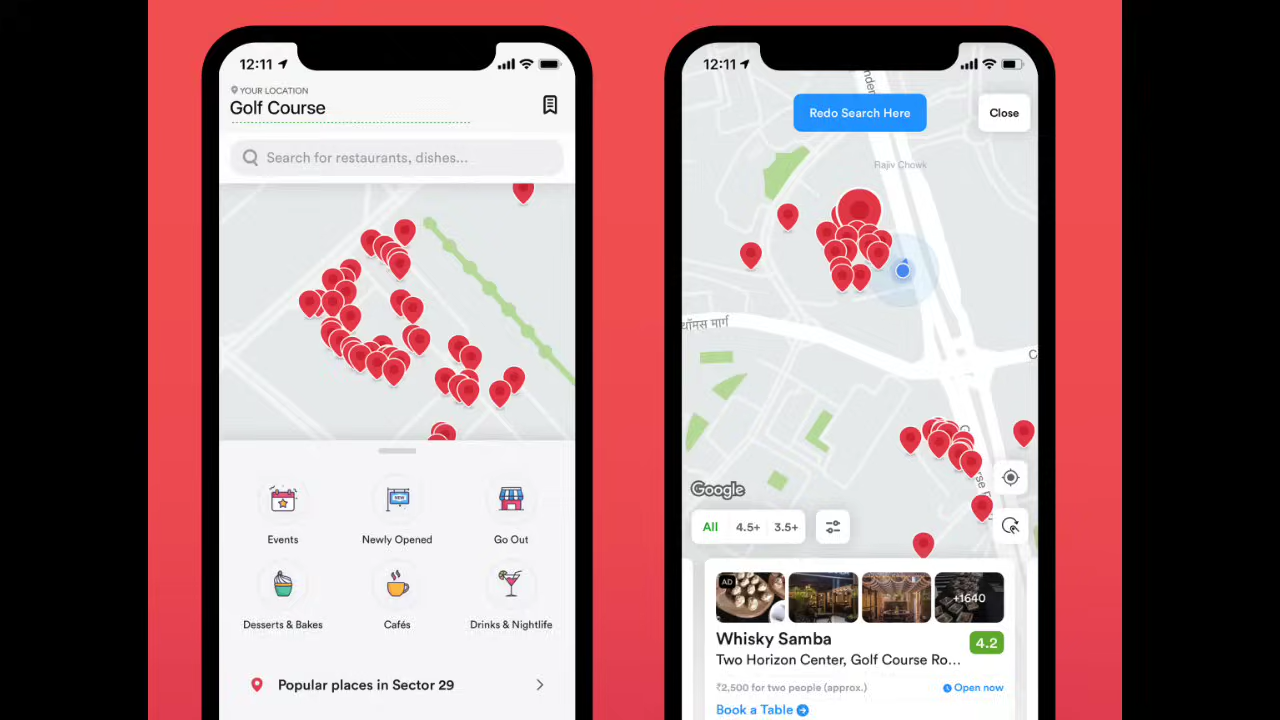 12:11
YOUR LOCATION
Golf Course
Search for restaurants, dishes...
NEW
Events
Newly Opened
Go Out
Desserts & Bakes
Cafés
Drinks & Nightlife
Popular places in Sector 29
12:11
Redo Search Here
Close
Rajiv Chowk
थॉमस मार्ग
Google
All
4.5+
3.5+
AD
+1640
Whisky Samba
4.2
Two Horizon Center, Golf Course Ro...
₹2,500 for two people (approx.)
Open now
Book a Table